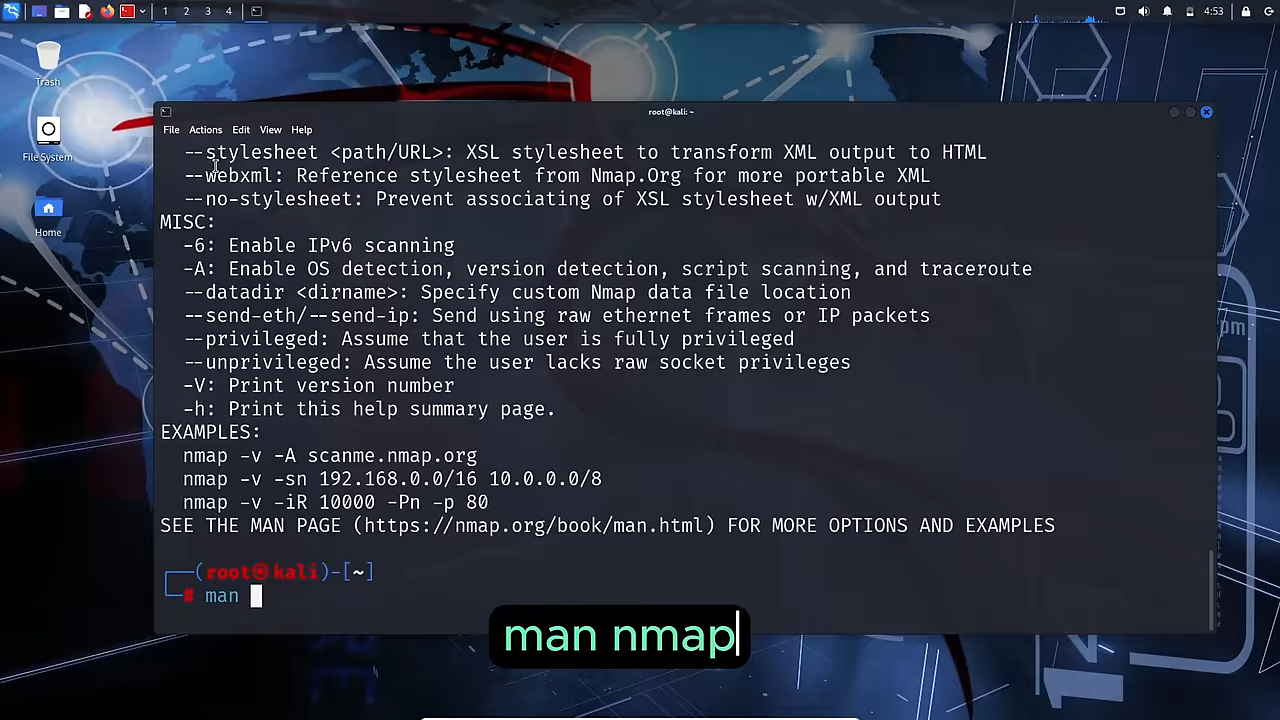 1 2 3 4
4:53
Trash
File System
Home
root@kali: ~
File Actions Edit View Help
--stylesheet <path/URL>: XSL stylesheet to transform XML output to HTML
--webxml: Reference stylesheet from Nmap.Org for more portable XML
--no-stylesheet: Prevent associating of XSL stylesheet w/XML output
MISC:
-6: Enable IPv6 scanning
-A: Enable OS detection, version detection, script scanning, and traceroute
--datadir <dirname>: Specify custom Nmap data file location
--send-eth/--send-ip: Send using raw ethernet frames or IP packets
--privileged: Assume that the user is fully privileged
--unprivileged: Assume the user lacks raw socket privileges
-V: Print version number
-h: Print this help summary page.
EXAMPLES:
nmap -v -A scanme.nmap.org
nmap -v -sn 192.168.0.0/16 10.0.0.0/8
nmap -v -iR 10000 -Pn -p 80
SEE THE MAN PAGE (https://nmap.org/book/man.html) FOR MORE OPTIONS AND EXAMPLES
┌──(root㉿kali)-[~]
└─# man
man nmap